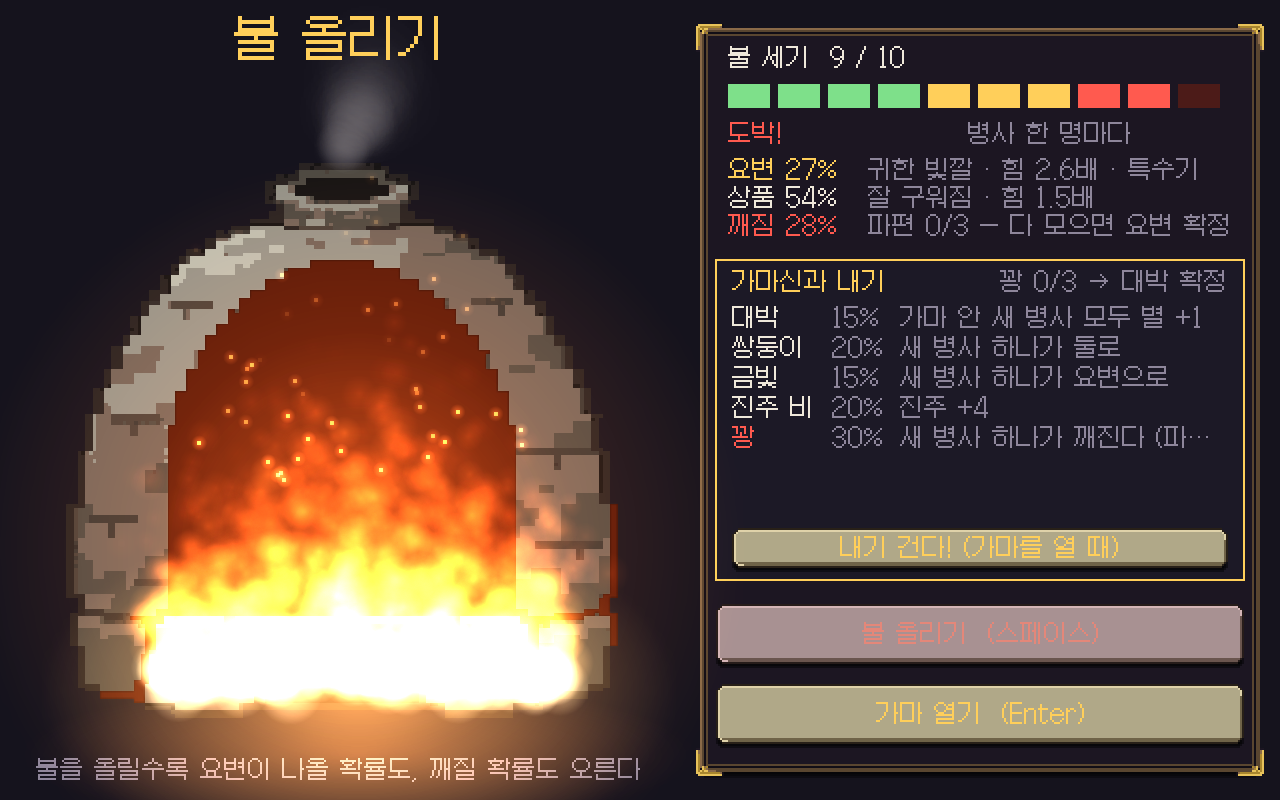 불 올리기
불 세기 9 / 10
도박! 병사 한 명마다
요변 27% 귀한 빛깔 · 힘 2.6배 · 특수기
상품 54% 잘 구워짐 · 힘 1.5배
깨짐 28% 파편 0/3 — 다 모으면 요변 확정
가마신과 내기 꽝 0/3 → 대박 확정
대박 15% 가마 안 새 병사 모두 별 +1
쌍둥이 20% 새 병사 하나가 둘로
금빛 15% 새 병사 하나가 요변으로
진주 비 20% 진주 +4
꽝 30% 새 병사 하나가 깨진다 (파…
내기 건다! (가마를 열 때)
불 올리기 (스페이스)
가마 열기 (Enter)
불을 올릴수록 요변이 나올 확률도, 깨질 확률도 오른다